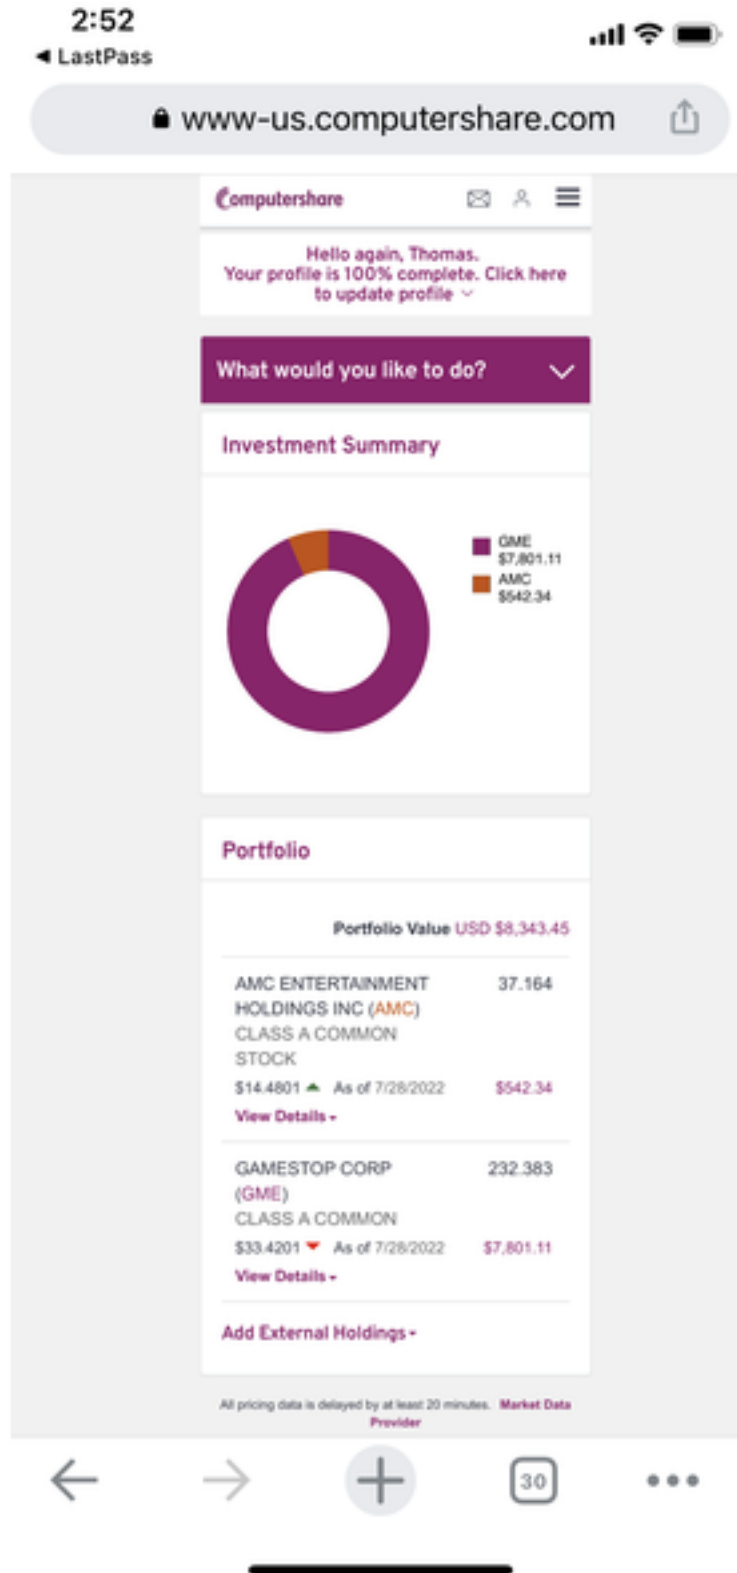 2:52
◀ LastPass
www-us.computershare.com
Computershare
Hello again, Thomas.
Your profile is 100% complete. Click here
to update profile
What would you like to do?
Investment Summary
GME
$7,801.11
AMC
$542.34
Portfolio
Portfolio Value USD $8,343.45
AMC ENTERTAINMENT 37.164
HOLDINGS INC (AMC)
CLASS A COMMON
STOCK
$14.4801 As of 7/28/2022 $542.34
View Details
GAMESTOP CORP 232.383
(GME)
CLASS A COMMON
$33.4201 As of 7/28/2022 $7,801.11
View Details
Add External Holdings
All pricing data is delayed by at least 20 minutes. Market Data
Provider
30